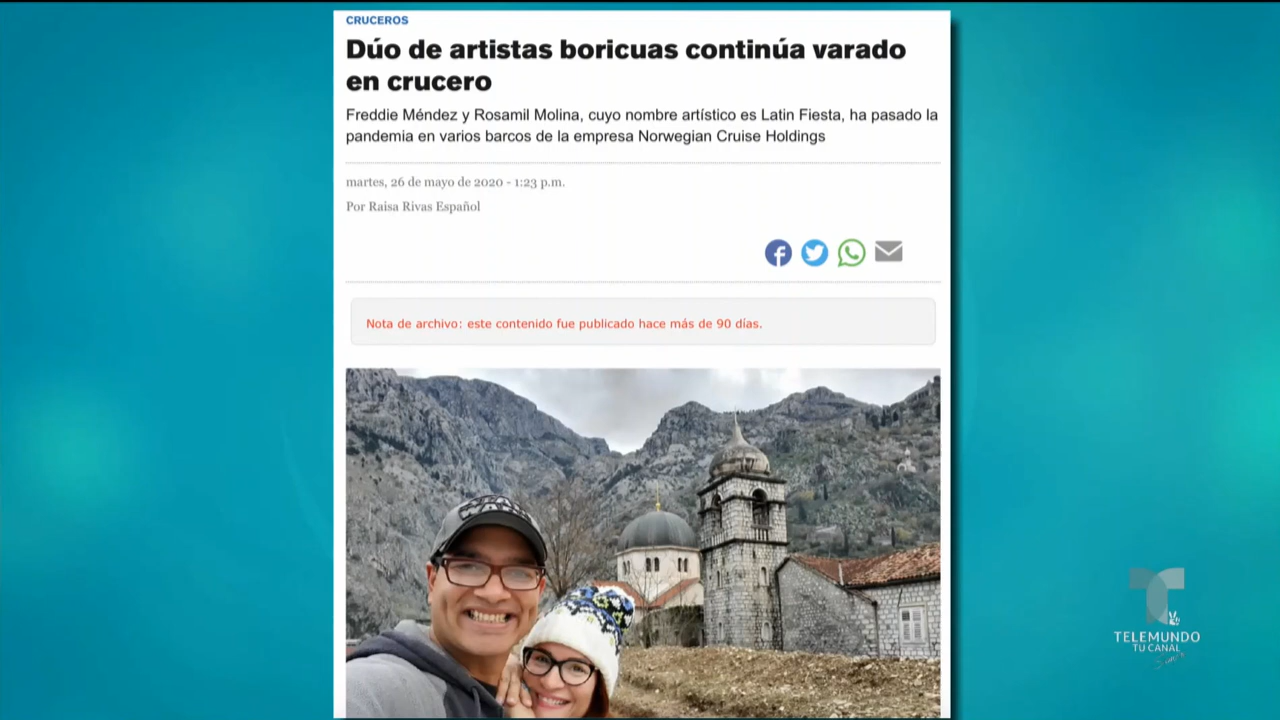 CRUCEROS
Dúo de artistas boricuas continúa varado
en crucero
Freddie Méndez y Rosamil Molina, cuyo nombre artístico es Latin Fiesta, ha pasado la
pandemia en varios barcos de la empresa Norwegian Cruise Holdings
martes, 26 de mayo de 2020 - 1:23 p.m.
Por Raisa Rivas Español
Nota de archivo: este contenido fue publicado hace más de 90 días.
TELEMUNDO
TU CANAL